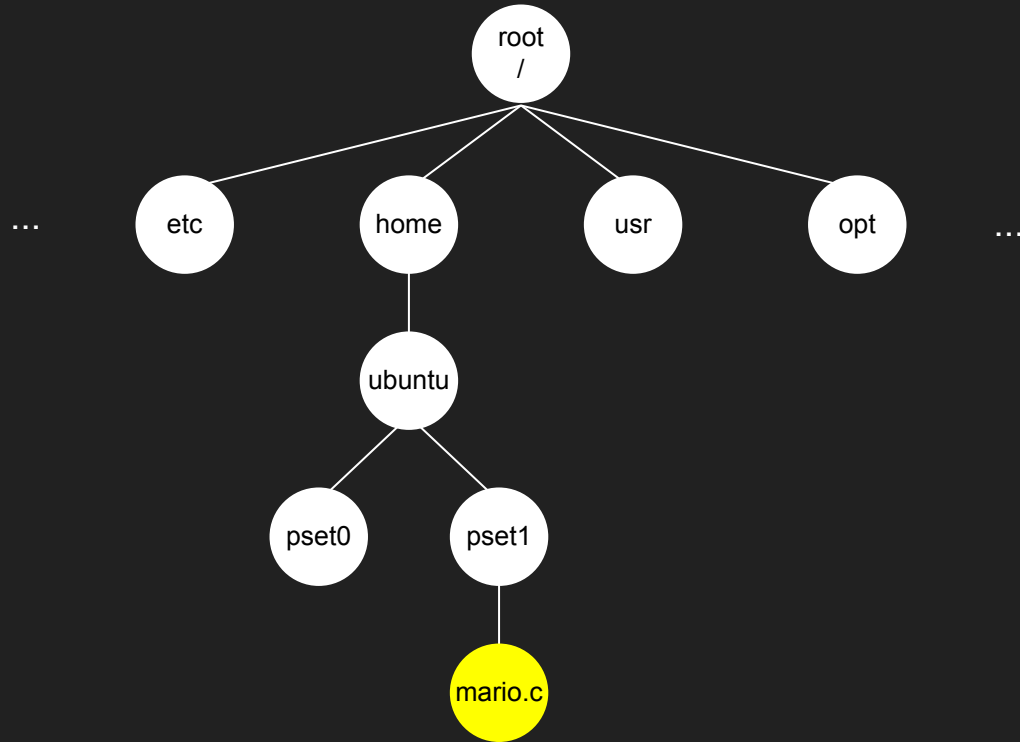 root
/
...
etc
home
usr
opt
...
ubuntu
pset0
pset1
mario.c